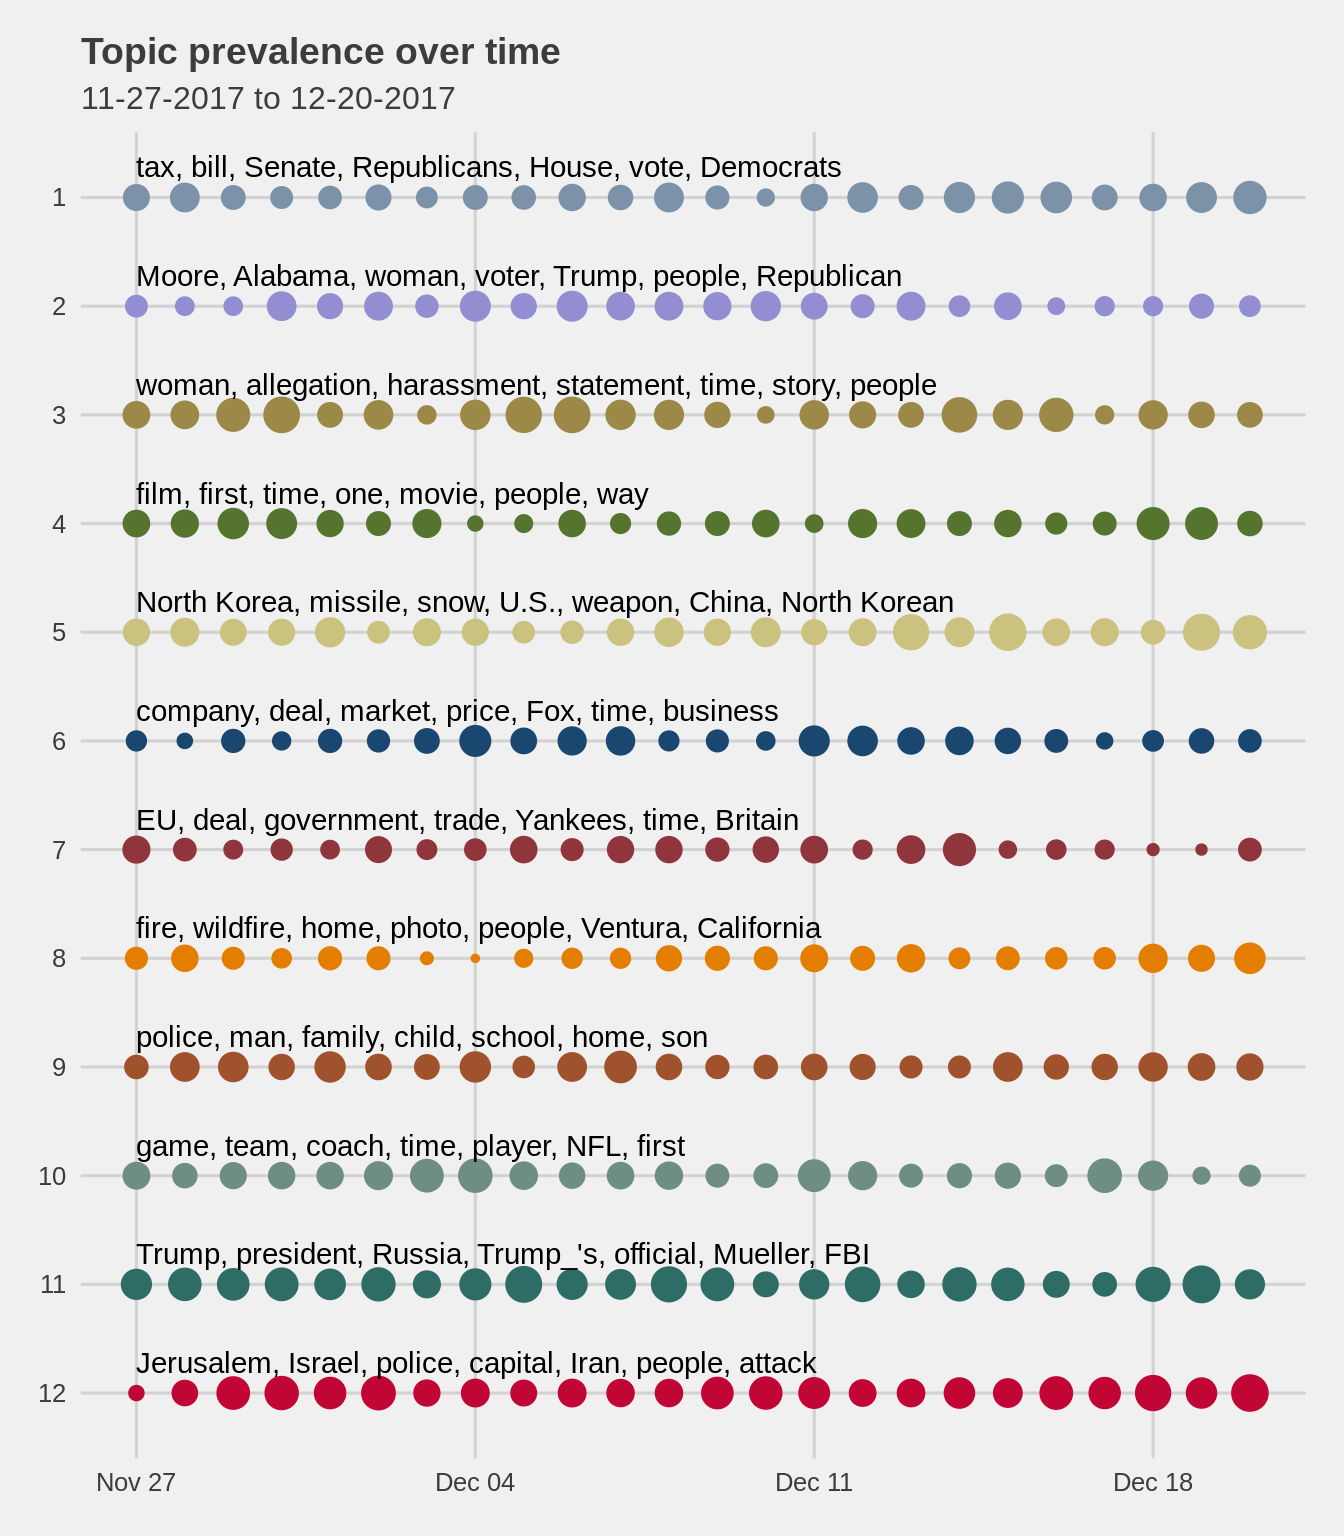 Topic prevalence over time
11-27-2017 to 12-20-2017
tax, bill, Senate, Republicans, House, vote, Democrats
1
Moore, Alabama, woman, voter, Trump, people, Republican
2
woman, allegation, harassment, statement, time, story, people
3
film, first, time, one, movie, people, way
4
North Korea, missile, snow, U.S., weapon, China, North Korean
5
company, deal, market, price, Fox, time, business
6
EU, deal, government, trade, Yankees, time, Britain
7
fire, wildfire, home, photo, people, Ventura, California
8
police, man, family, child, school, home, son
9
game, team, coach, time, player, NFL, first
10
Trump, president, Russia, Trump_'s, official, Mueller, FBI
11
Jerusalem, Israel, police, capital, Iran, people, attack
12
Nov 27 Dec 04 Dec 11 Dec 18